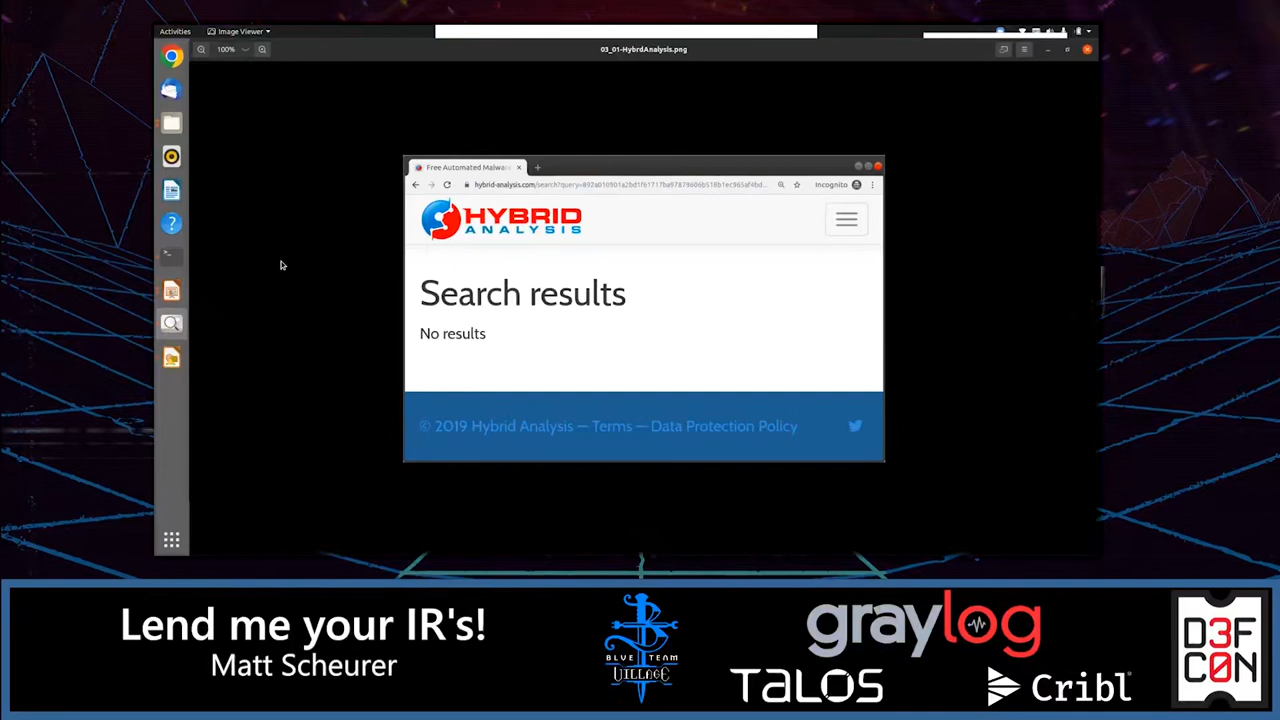 Activities
Image Viewer
100%
03_01-HybrdAnalysis.png
Free Automated Malware
Incognito
HYBRID
ANALYSIS
Search results
No results
© 2019 Hybrid Analysis — Terms — Data Protection Policy
Lend me your IR's!
Matt Scheurer
BLUE TEAM
VILLAGE
graylog
TALOS
Cribl
D3F
C0N